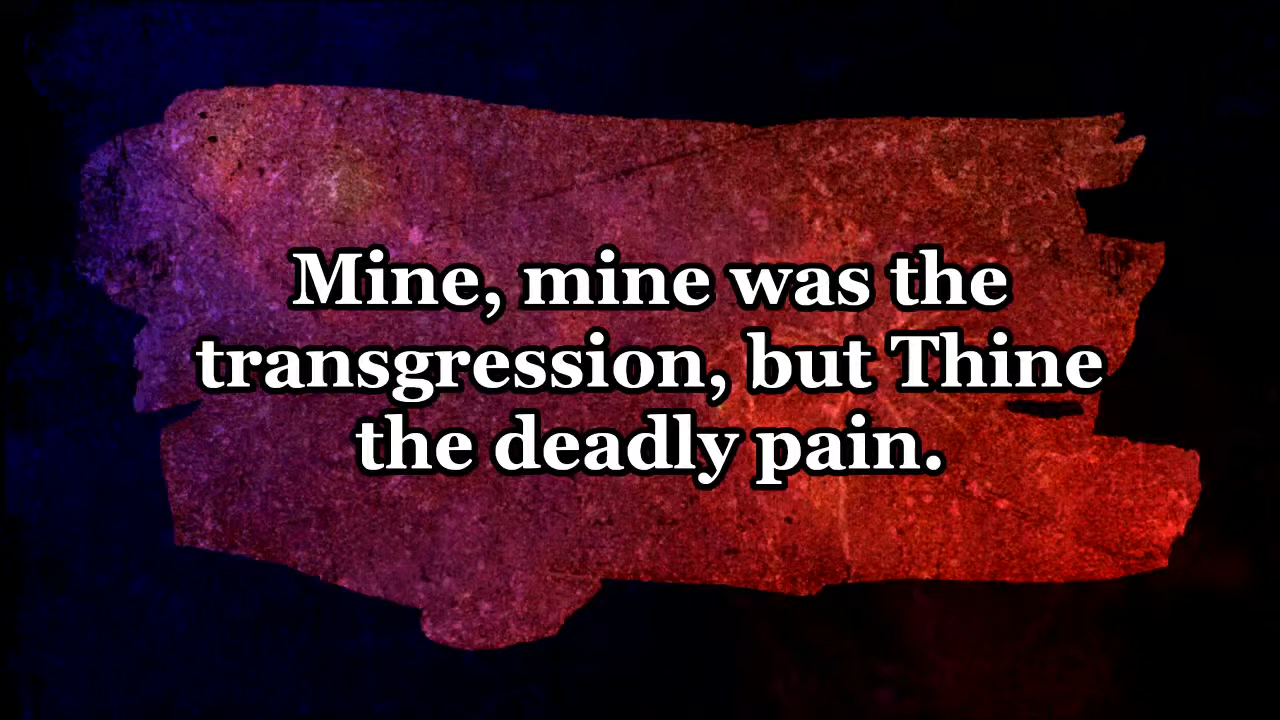 Mine, mine was the
transgression, but Thine
the deadly pain.